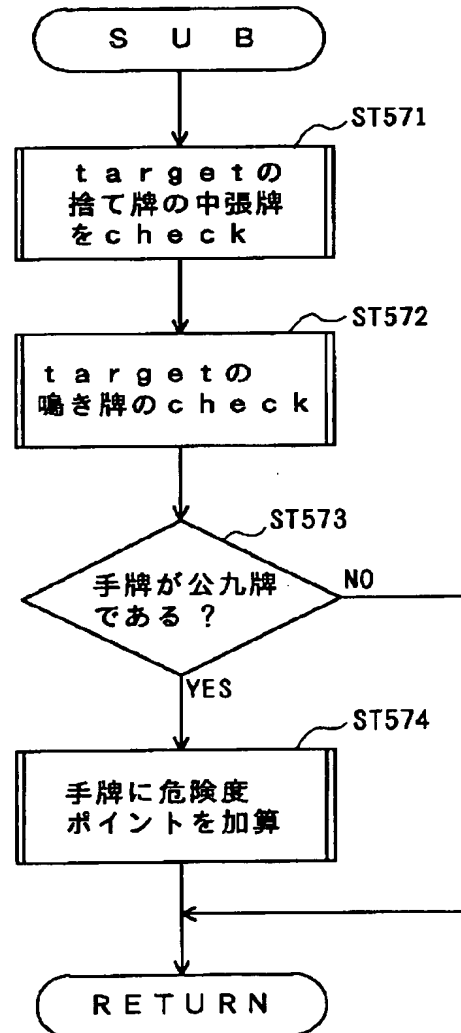 SUB
ST571
targetの
捨て牌の中張牌
をcheck
ST572
targetの
鳴き牌のcheck
ST573
手牌が公九牌
である?
NO
YES
ST574
手牌に危険度
ポイントを加算
RETURN